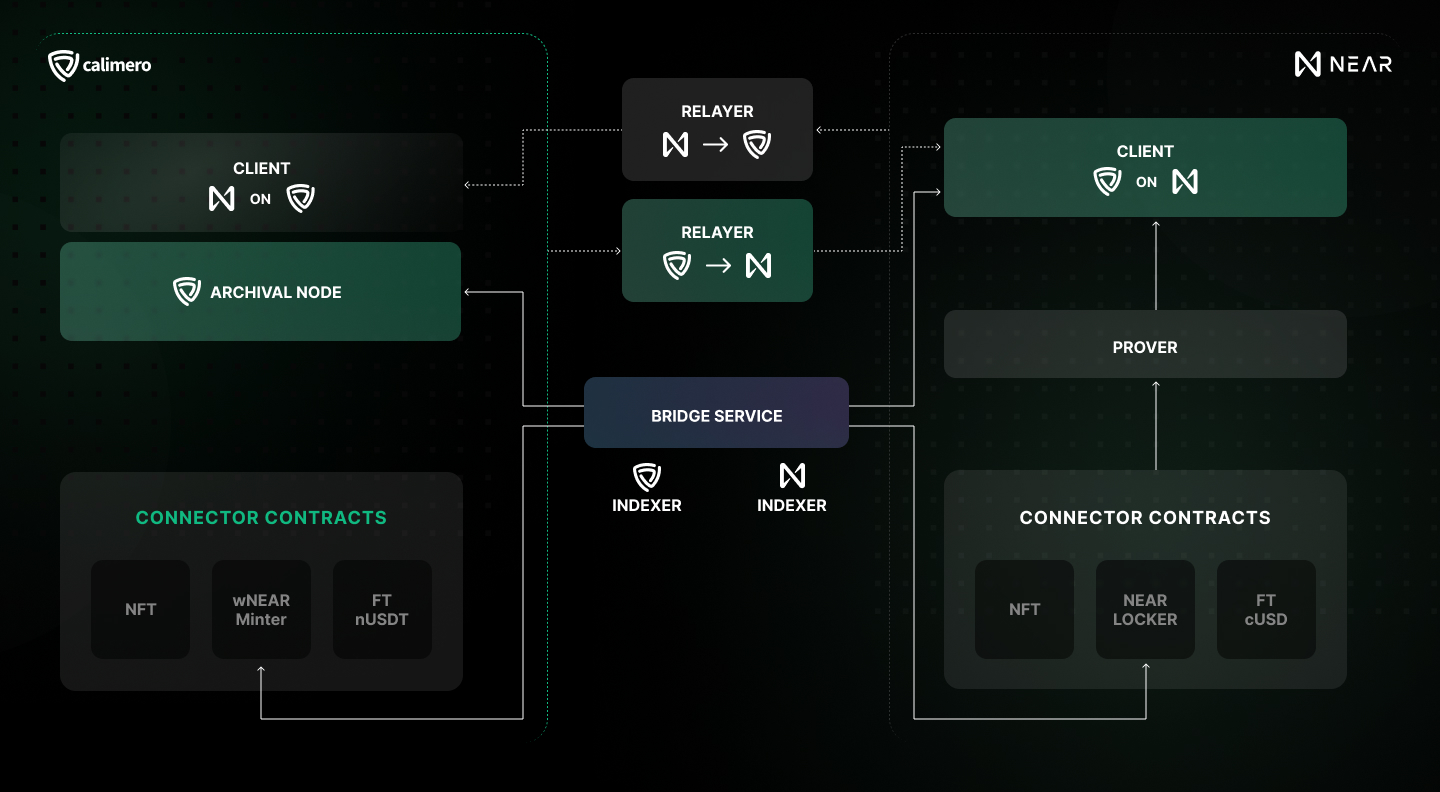 calimero
NEAR
CLIENT
ON
ARCHIVAL NODE
CONNECTOR CONTRACTS
NFT
wNEAR
Minter
FT
nUSDT
RELAYER
RELAYER
BRIDGE SERVICE
INDEXER
INDEXER
CLIENT
ON
PROVER
CONNECTOR CONTRACTS
NFT
NEAR
LOCKER
FT
cUSD